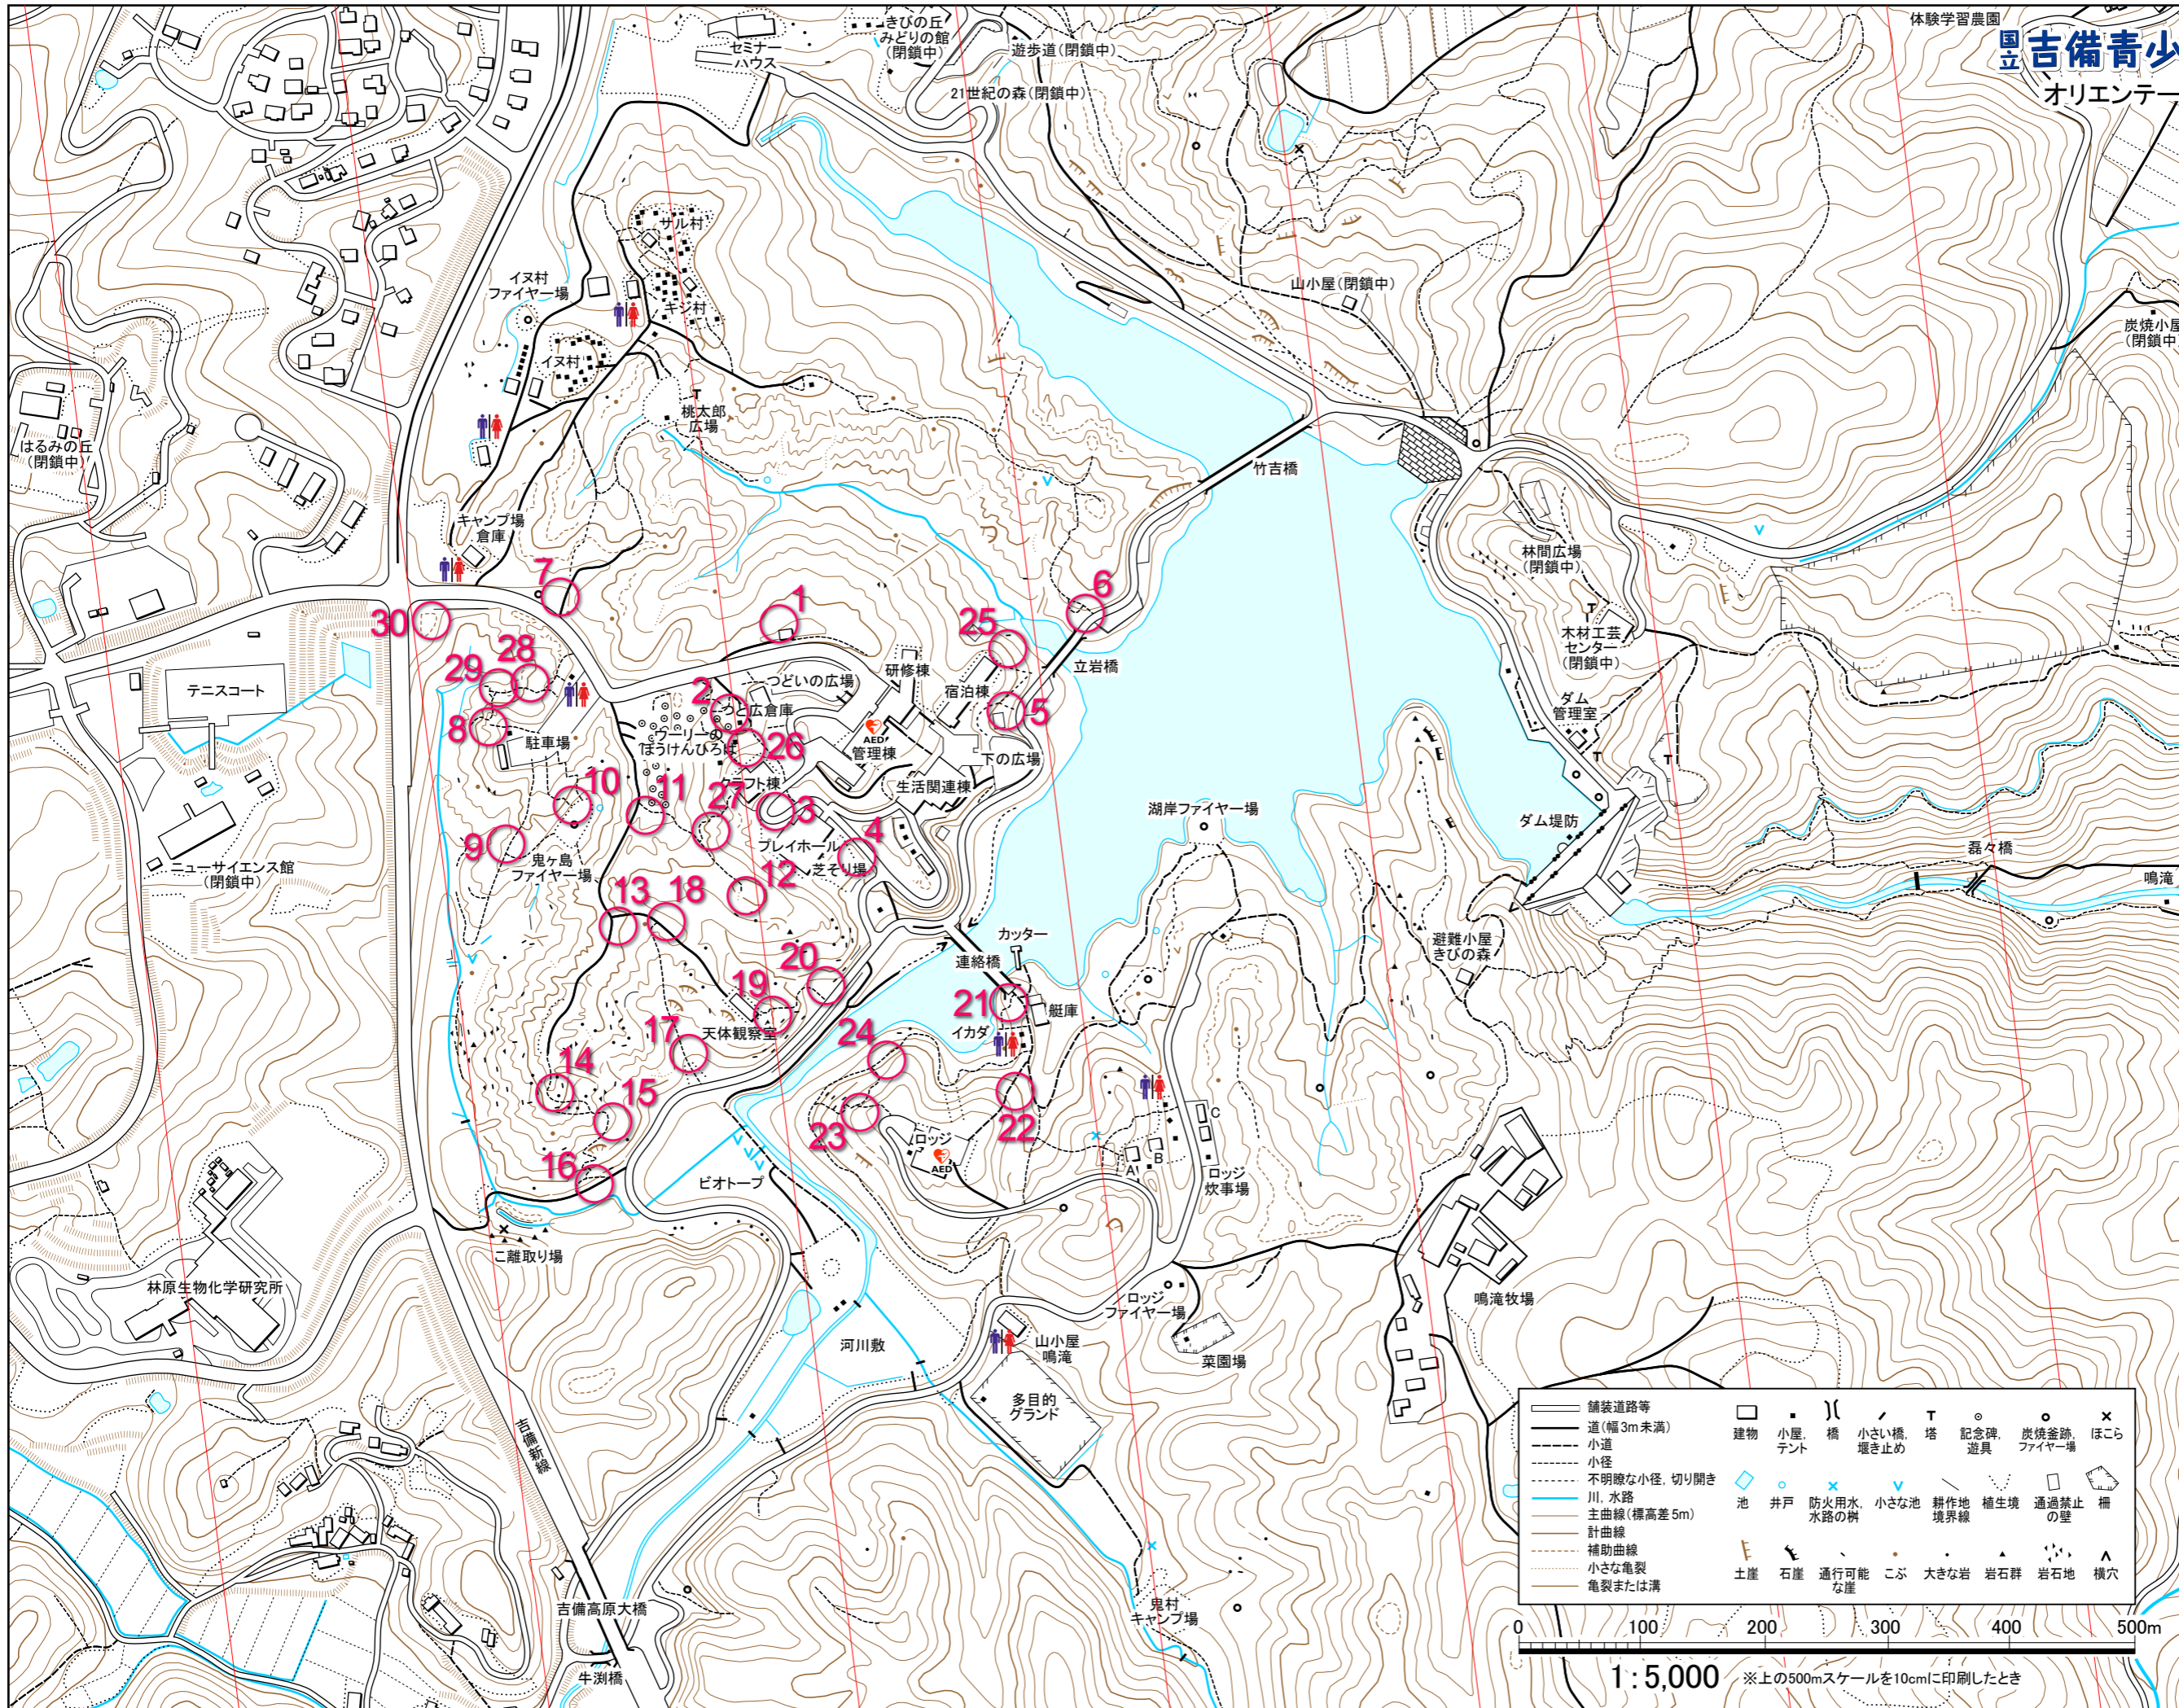 体験学習農園
国立吉備青少
オリエンテー
きびの丘
みどりの館
(閉鎖中)
セミナー
ハウス
遊歩道(閉鎖中)
21世紀の森(閉鎖中)
サル村
イヌ村
ファイヤー場
キジ村
山小屋(閉鎖中)
炭焼小屋
(閉鎖中
イヌ村
桃太郎
広場
はるみの丘
(閉鎖中)
竹吉橋
キャンプ場
倉庫
林間広場
(閉鎖中)
7
1
6
30
25
木材工芸
センター
(閉鎖中)
立岩橋
29
28
テニスコート
つどいの広場
研修棟
宿泊棟
2
つど広倉庫
5
ダム
管理室
8
駐車場
ウーリーの
ぼうけんひろば
26
AED
管理棟
下の広場
クラフト棟
生活関連棟
10
11
27
3
湖岸ファイヤー場
ダム堤防
9
プレイホール
4
芝そり場
磊々橋
ニューサイエンス館
(閉鎖中)
鬼ヶ島
ファイヤー場
12
鳴滝
13
18
カッター
避難小屋
きびの森
連絡橋
20
19
21
艇庫
天体観察室
イカダ
17
24
14
15
23
22
C
ロッジ
AED
A
B
16
ビオトープ
ロッジ
炊事場
こ離取り場
林原生物化学研究所
ロッジ
ファイヤー場
鳴滝牧場
河川敷
山小屋
鳴滝
菜園場
多目的
グランド
吉備新線
吉備高原大橋
鬼村
キャンプ場
牛渕橋
舗装道路等
道(幅3m未満)
小道
小径
不明瞭な小径, 切り開き
川, 水路
主曲線(標高差5m)
計曲線
補助曲線
小さな亀裂
亀裂または溝
建物
小屋, テント
橋
小さい橋, 堰き止め
塔
記念碑, 遊具
炭焼釜跡, ファイヤー場
ほこら
池
井戸
防火用水, 水路の桝
小さな池
耕作地境界線
植生境
通過禁止の壁
柵
土崖
石崖
通行可能な崖
こぶ
大きな岩
岩石群
岩石地
横穴
0 100 200 300 400 500m
1:5,000 ※上の500mスケールを10cmに印刷したとき